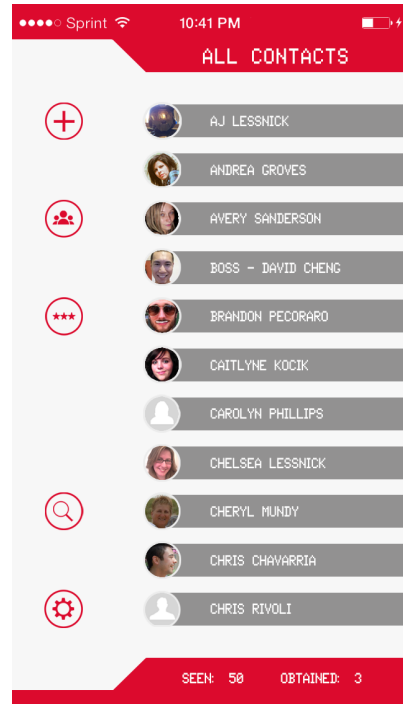 Sprint 10:41 PM
ALL CONTACTS
AJ LESSNICK
ANDREA GROVES
AVERY SANDERSON
BOSS - DAVID CHENG
BRANDON PECORARO
CAITLYNE KOCIK
CAROLYN PHILLIPS
CHELSEA LESSNICK
CHERYL MUNDY
CHRIS CHAVARRIA
CHRIS RIVOLI
SEEN: 50 OBTAINED: 3